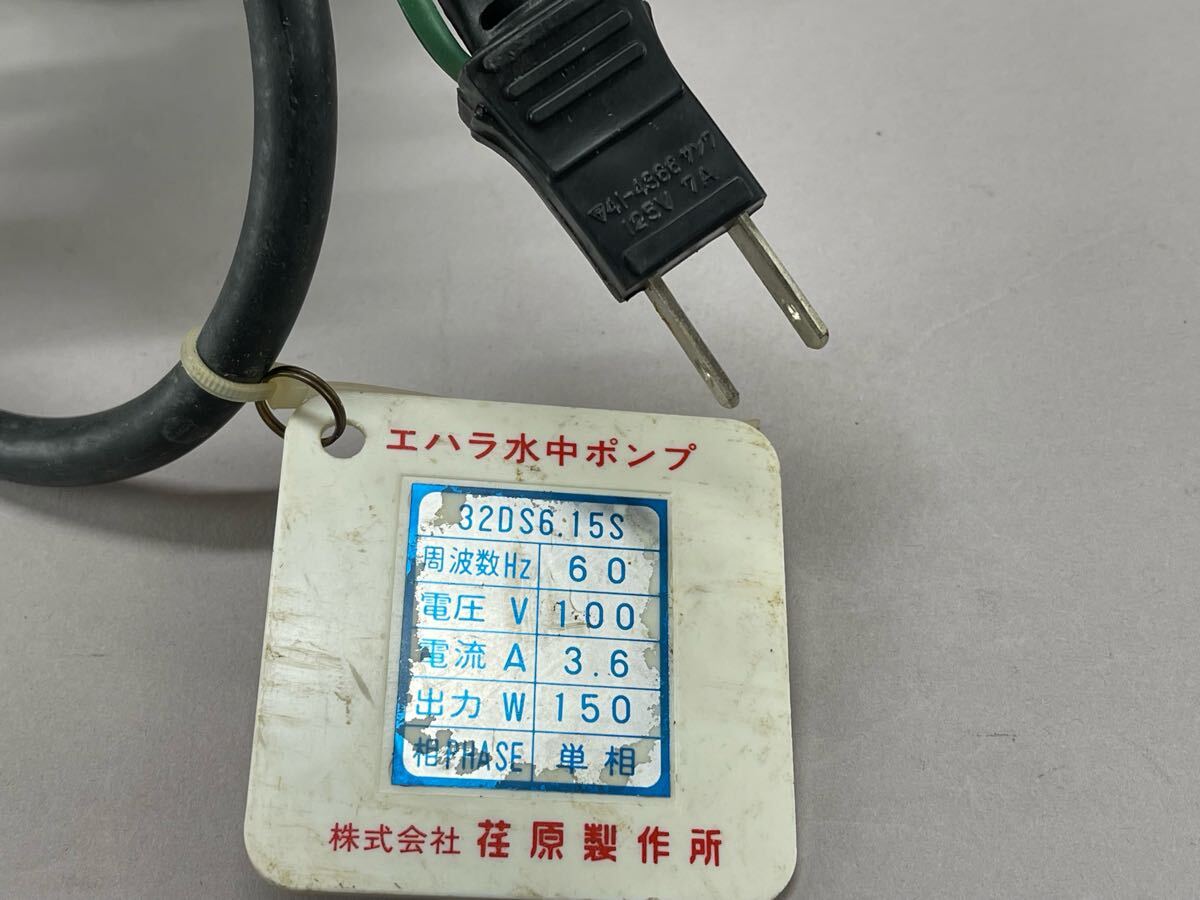 41-4966 サンワ
125V 7A
エハラ水中ポンプ
32DS6.15S
周波数Hz 60
電圧 V 100
電流 A 3.6
出力 W 150
相PHASE 単相
株式会社 荏原製作所